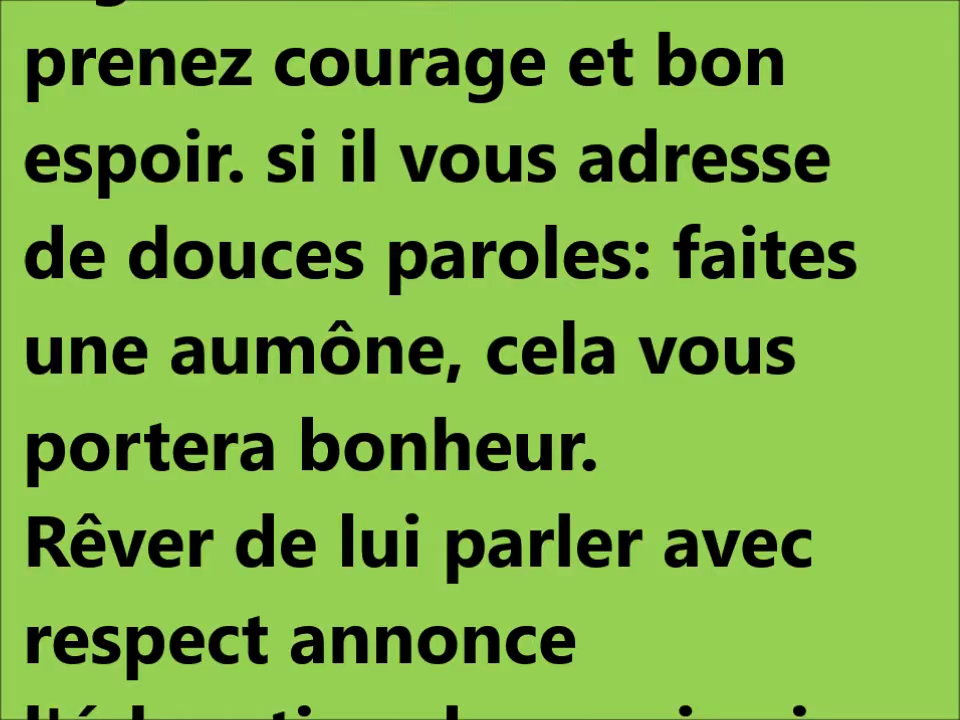 prenez courage et bon
espoir. si il vous adresse
de douces paroles: faites
une aumône, cela vous
portera bonheur.
Rêver de lui parler avec
respect annonce